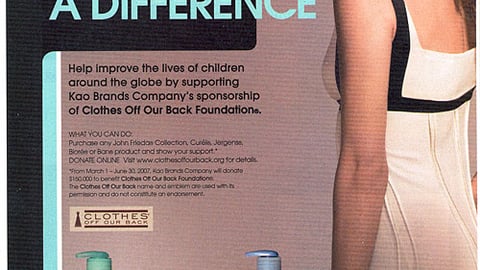 A DIFFERENCE
Help improve the lives of children
around the globe by supporting
Kao Brands Company's sponsorship
of Clothes Off Our Back Foundation®.
WHAT YOU CAN DO:
Purchase any John Frieda® Collection, Curél®, Jergens®,
Bioré® or Ban® product and show your support.*
DONATE ONLINE Visit www.clothesoffourback.org for details.
*From March 1 – June 30, 2007, Kao Brands Company will donate
$150,000 to benefit Clothes Off Our Back Foundation®.
The Clothes Off Our Back name and emblem are used with its
permission and do not constitute an endorsement.
CLOTHES
OFF OUR BACK